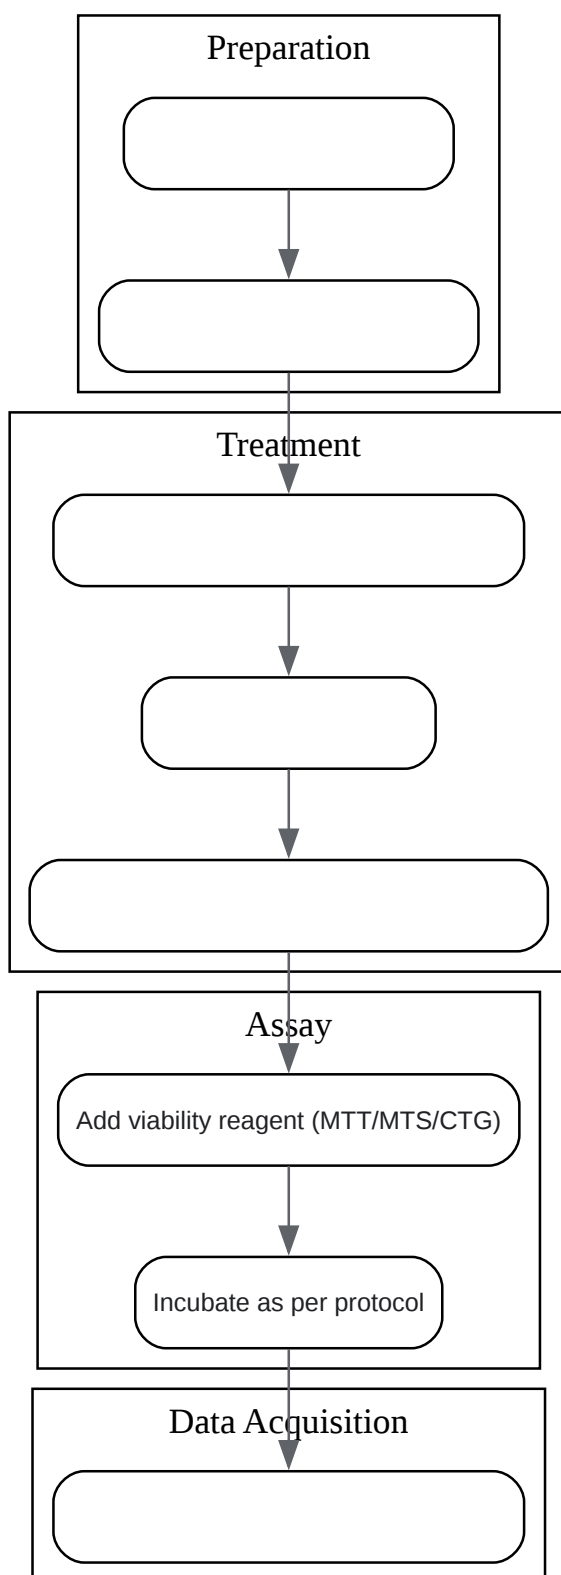 Preparation
Treatment
Assay
Add viability reagent (MTT/MTS/CTG)
Incubate as per protocol
Data Acquisition